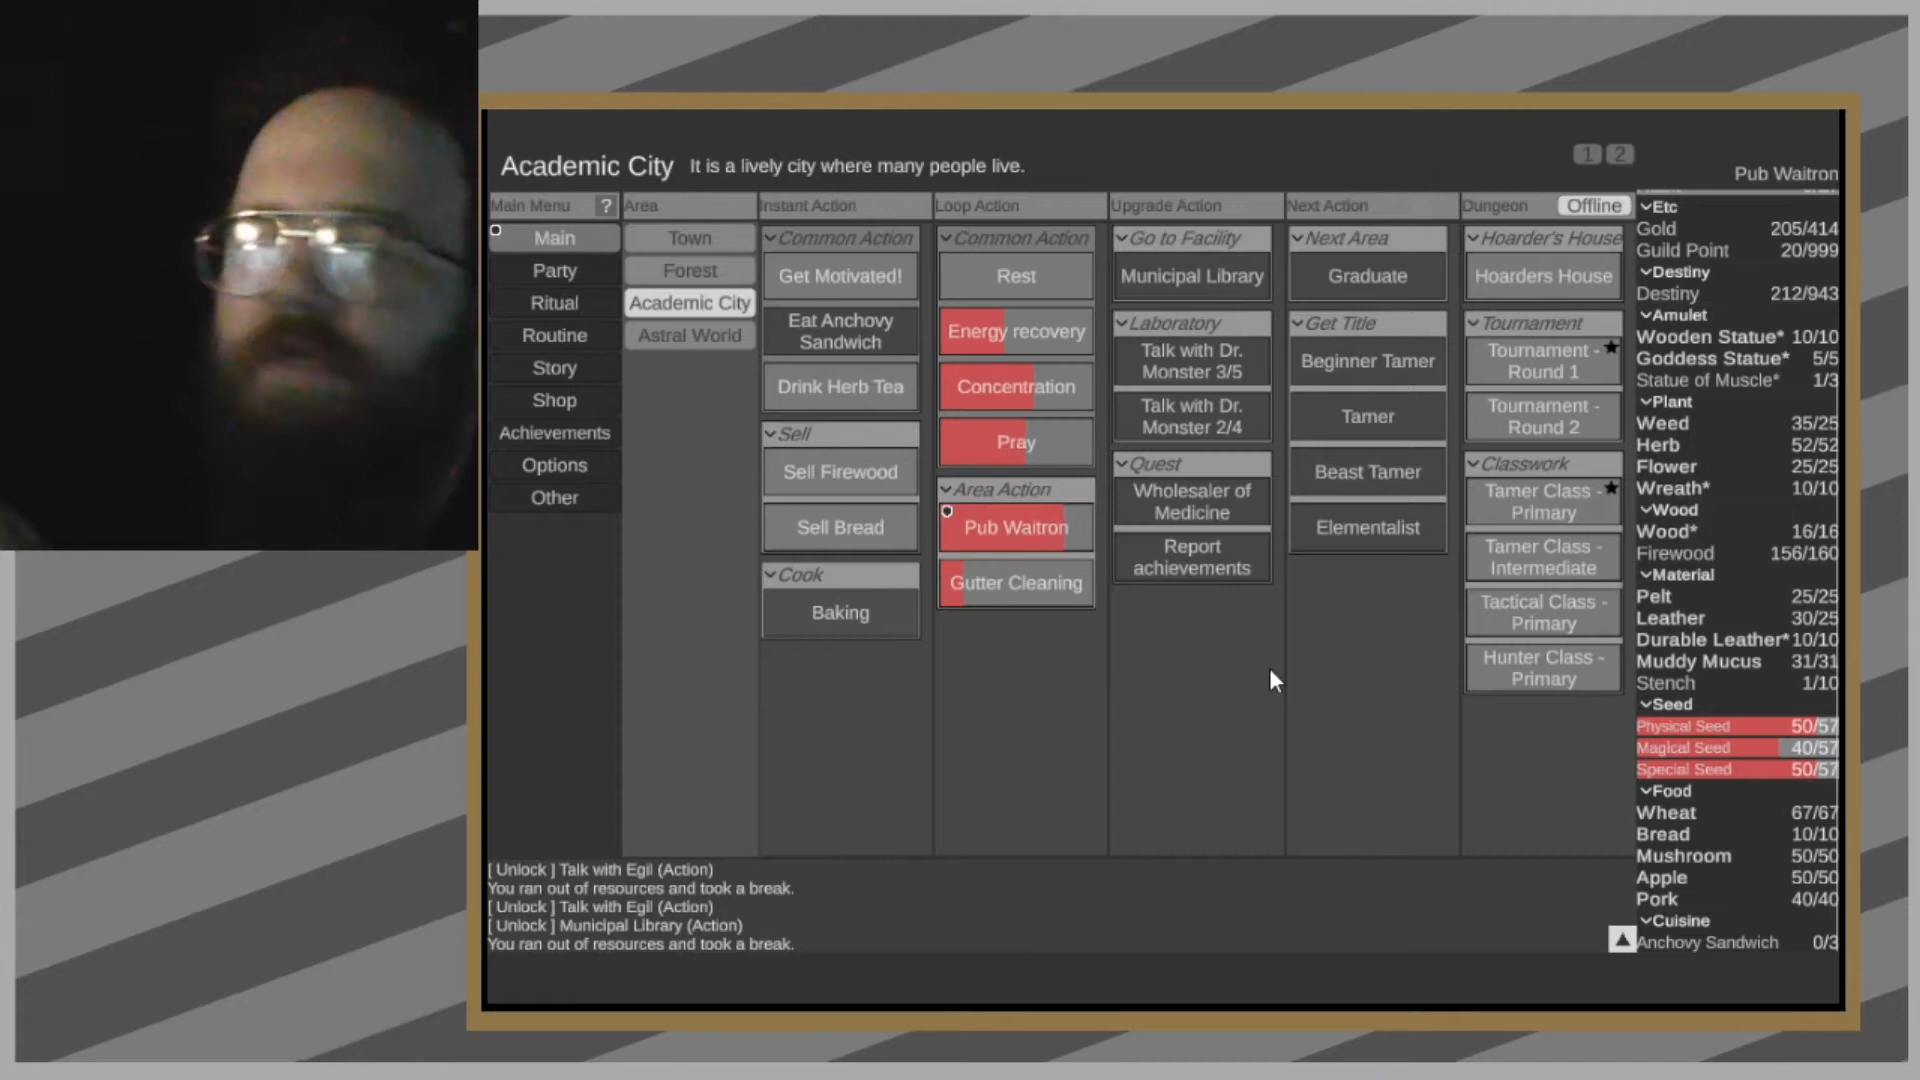 Academic City It is a lively city where many people live.
1 2
Pub Waitron
Main Menu ? Area Instant Action Loop Action Upgrade Action Next Action Dungeon Offline
Main
Party
Ritual
Routine
Story
Shop
Achievements
Options
Other
Town
Forest
Academic City
Astral World
Common Action
Get Motivated!
Eat Anchovy
Sandwich
Drink Herb Tea
Sell
Sell Firewood
Sell Bread
Cook
Baking
Common Action
Rest
Energy recovery
Concentration
Pray
Area Action
Pub Waitron
Gutter Cleaning
Go to Facility
Municipal Library
Laboratory
Talk with Dr.
Monster 3/5
Talk with Dr.
Monster 2/4
Quest
Wholesaler of
Medicine
Report
achievements
Next Area
Graduate
Get Title
Beginner Tamer
Tamer
Beast Tamer
Elementalist
Hoarder's House
Hoarders House
Tournament
Tournament -
Round 1
Tournament -
Round 2
Classwork
Tamer Class -
Primary
Tamer Class -
Intermediate
Tactical Class -
Primary
Hunter Class -
Primary
Etc
Gold 205/414
Guild Point 20/999
Destiny
Destiny 212/943
Amulet
Wooden Statue* 10/10
Goddess Statue* 5/5
Statue of Muscle* 1/3
Plant
Weed 35/25
Herb 52/52
Flower 25/25
Wreath* 10/10
Wood
Wood* 16/16
Firewood 156/160
Material
Pelt 25/25
Leather 30/25
Durable Leather* 10/10
Muddy Mucus 31/31
Stench 1/10
Seed
Physical Seed 50/57
Magical Seed 40/57
Special Seed 50/57
Food
Wheat 67/67
Bread 10/10
Mushroom 50/50
Apple 50/50
Pork 40/40
Cuisine
Anchovy Sandwich 0/3
[ Unlock ] Talk with Egil (Action)
You ran out of resources and took a break.
[ Unlock ] Talk with Egil (Action)
[ Unlock ] Municipal Library (Action)
You ran out of resources and took a break.